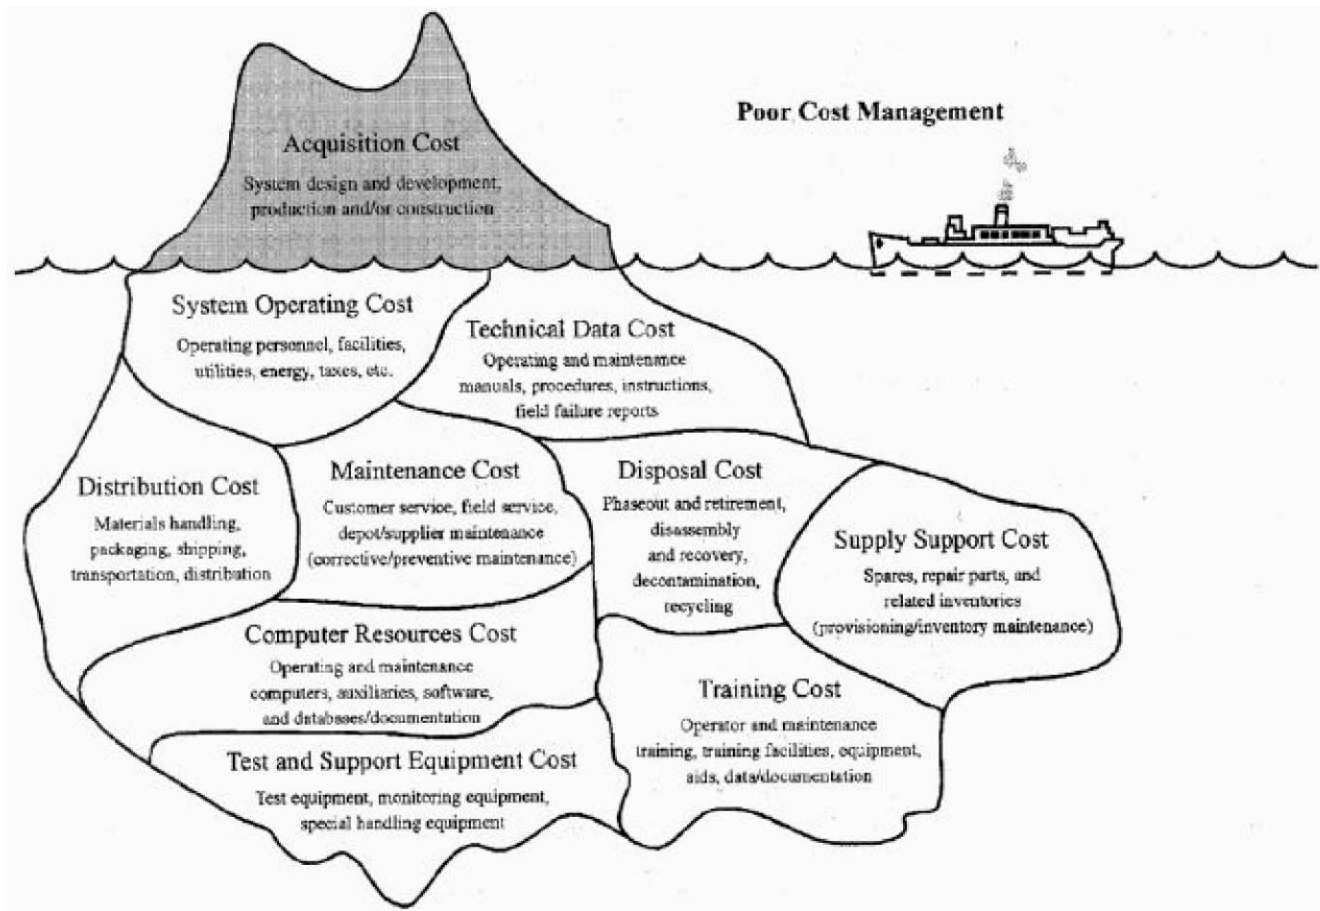 Poor Cost Management
Acquisition Cost
System design and development,
production and/or construction
System Operating Cost
Operating personnel, facilities,
utilities, energy, taxes, etc.
Technical Data Cost
Operating and maintenance
manuals, procedures, instructions,
field failure reports
Distribution Cost
Materials handling,
packaging, shipping,
transportation, distribution
Maintenance Cost
Customer service, field service,
depot/supplier maintenance
(corrective/preventive maintenance)
Disposal Cost
Phaseout and retirement,
disassembly
and recovery,
decontamination,
recycling
Supply Support Cost
Spares, repair parts, and
related inventories
(provisioning/inventory maintenance)
Computer Resources Cost
Operating and maintenance
computers, auxiliaries, software,
and databases/documentation
Training Cost
Operator and maintenance
training, training facilities, equipment,
aids, data/documentation
Test and Support Equipment Cost
Test equipment, monitoring equipment,
special handling equipment